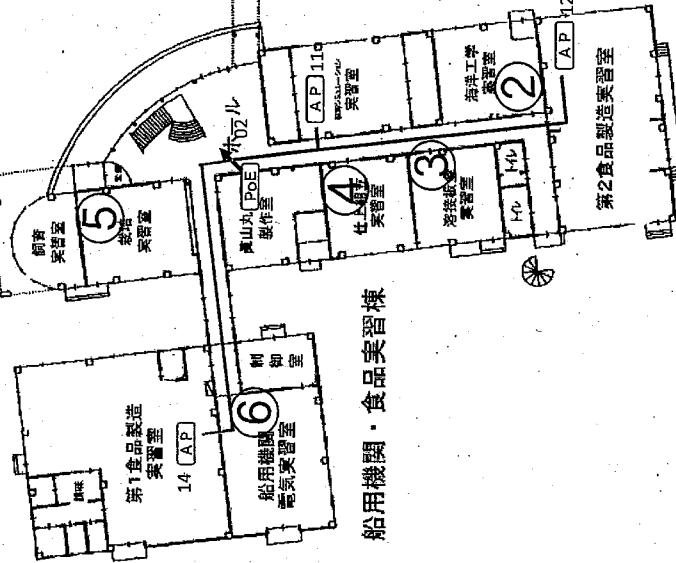 飼育
実習室
⑤
栽培
実習室
ホール
02
PoE
眞山丸
製作室
AP
11
実習室
④
仕上組立
実習室
③
溶接板金
実習室
海洋工学
実習室
②
AP
12
トイレ
トイレ
第2食品製造実習室
第1食品製造
実習室
14
AP
制御室
⑥
船用機関
電気実習室
船用機関・食品実習棟